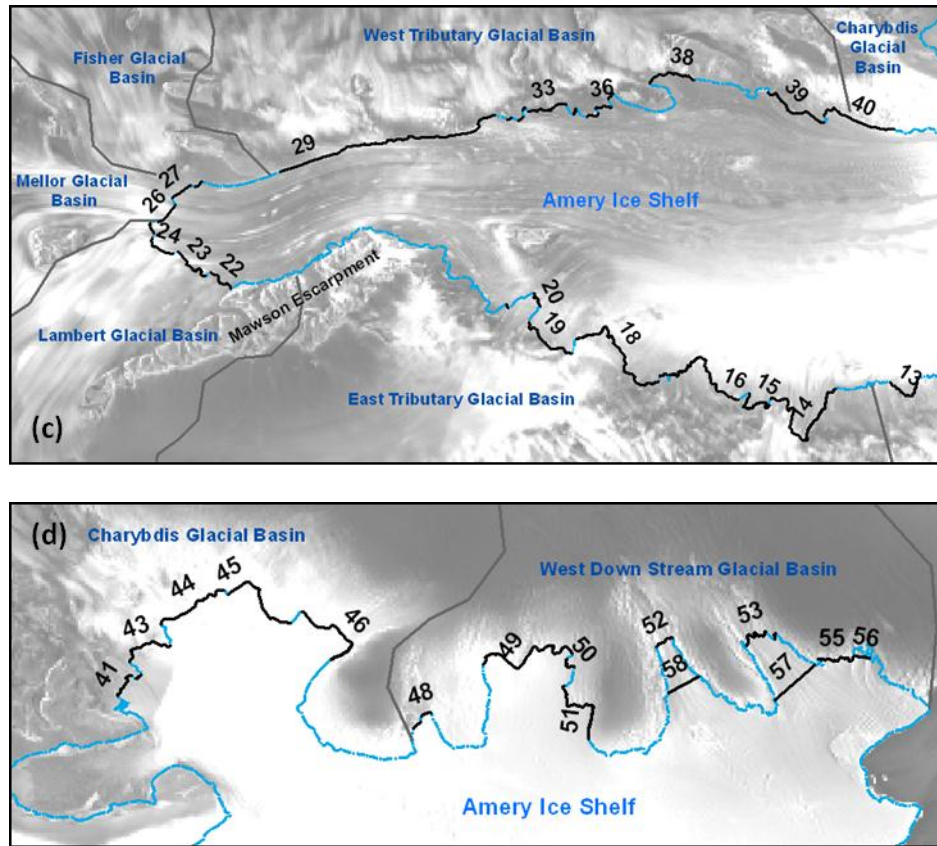 West Tributary Glacial Basin
Charybdis
Glacial
Basin
Fisher Glacial
Basin
38
33
36
39
40
29
27
Mellor Glacial
Basin
26
Amery Ice Shelf
24
23
22
Mawson Escarpment
20
19
18
Lambert Glacial Basin
16
15
14
13
East Tributary Glacial Basin
(c)
(d)
Charybdis Glacial Basin
West Down Stream Glacial Basin
45
44
43
41
46
48
49
50
51
52
58
53
57
55
56
Amery Ice Shelf